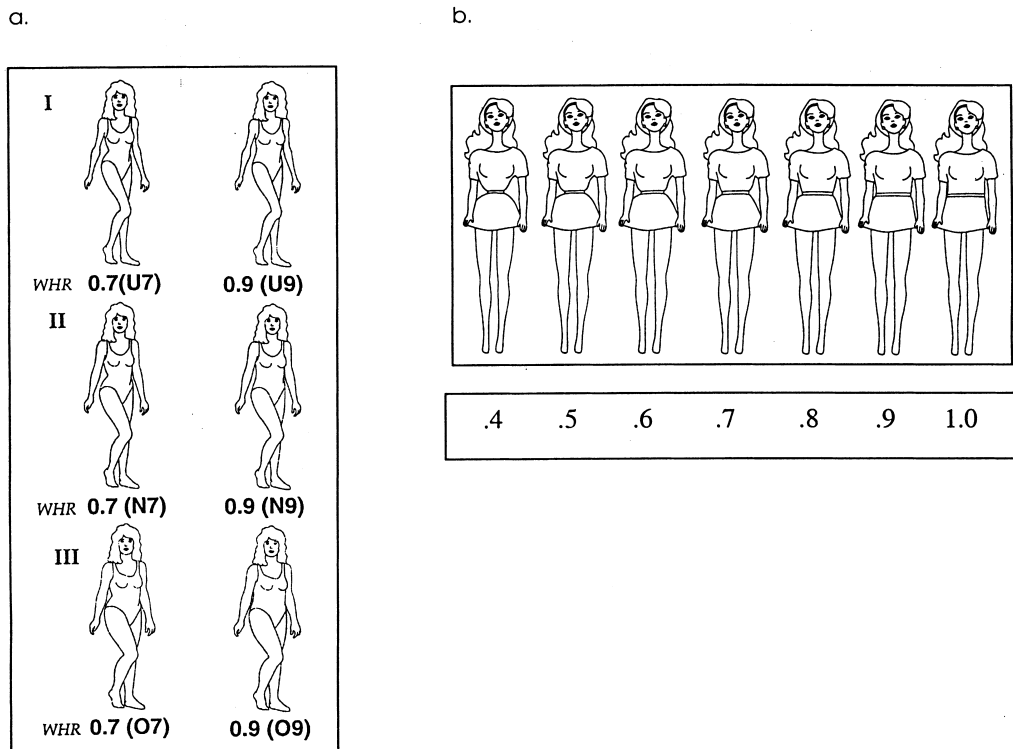 a.
I
WHR 0.7(U7) 0.9 (U9)
II
WHR 0.7 (N7) 0.9 (N9)
III
WHR 0.7 (O7) 0.9 (O9)
b.
.4 .5 .6 .7 .8 .9 1.0